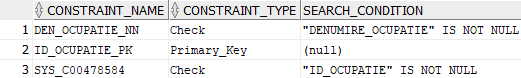 CONSTRAINT_NAME CONSTRAINT_TYPE SEARCH_CONDITION
1 DEN_OCUPATIE_NN Check "DENUMIRE_OCUPATIE" IS NOT NULL
2 ID_OCUPATIE_PK Primary_Key (null)
3 SYS_C00478584 Check "ID_OCUPATIE" IS NOT NULL